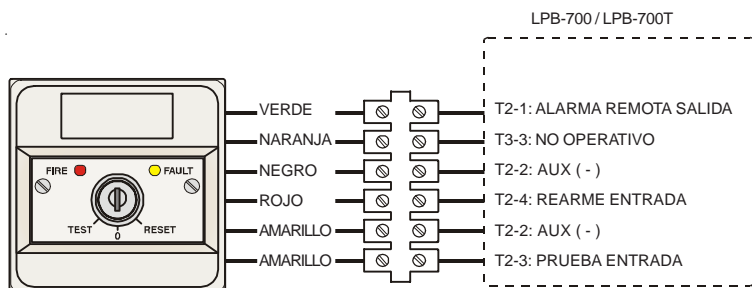 LPB-700 / LPB-700T
VERDE
T2-1: ALARMA REMOTA SALIDA
NARANJA
T3-3: NO OPERATIVO
NEGRO
T2-2: AUX ( - )
ROJO
T2-4: REARME ENTRADA
AMARILLO
T2-2: AUX ( - )
AMARILLO
T2-3: PRUEBA ENTRADA
FIRE
FAULT
TEST
0
RESET